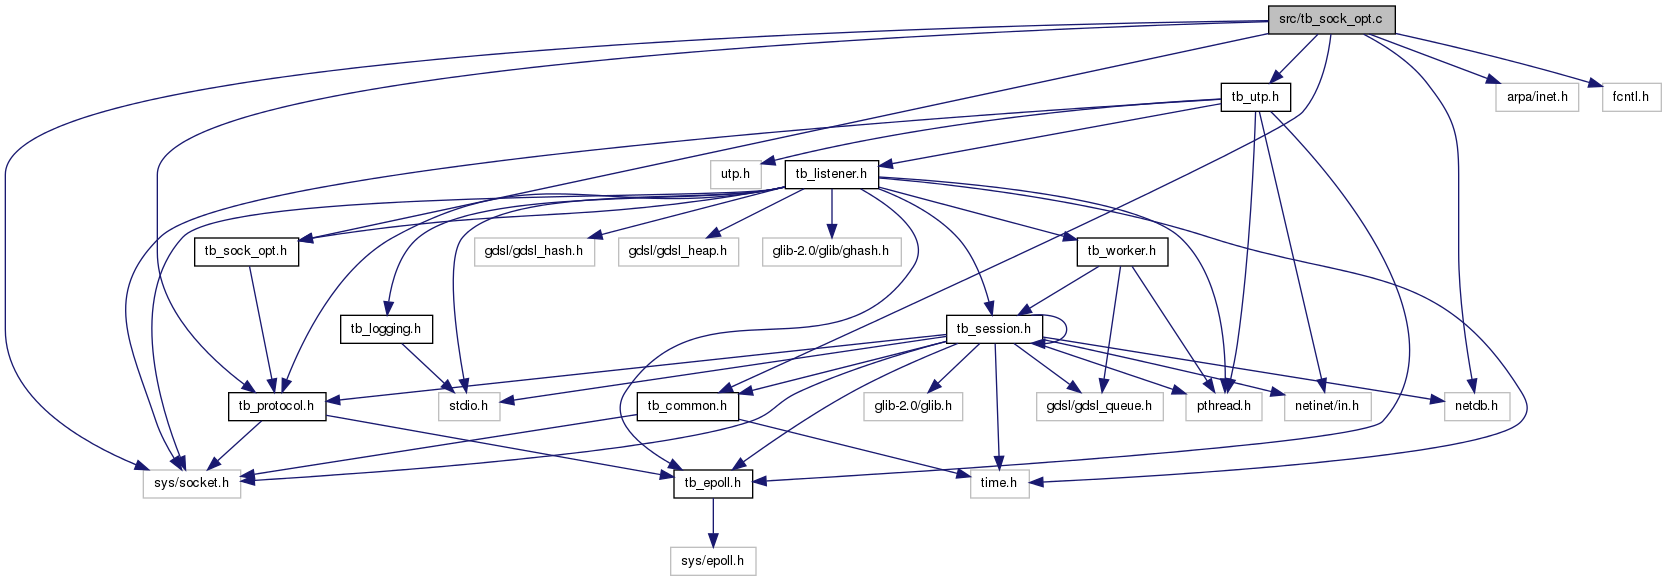 src/tb_sock_opt.c
tb_utp.h
arpa/inet.h
fcntl.h
utp.h
tb_listener.h
tb_sock_opt.h
gdsl/gdsl_hash.h
gdsl/gdsl_heap.h
glib-2.0/glib/ghash.h
tb_worker.h
tb_logging.h
tb_session.h
tb_protocol.h
stdio.h
tb_common.h
glib-2.0/glib.h
gdsl/gdsl_queue.h
pthread.h
netinet/in.h
netdb.h
sys/socket.h
tb_epoll.h
time.h
sys/epoll.h